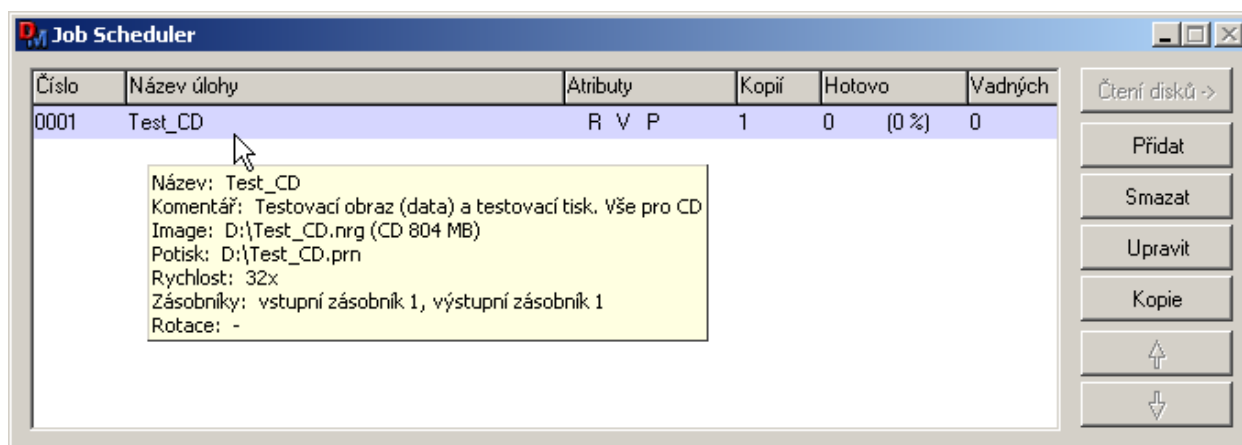 DM Job Scheduler
Číslo Název úlohy Atributy Kopií Hotovo Vadných
0001 Test_CD R V P 1 0 (0 %) 0
Název: Test_CD
Komentář: Testovací obraz (data) a testovací tisk. Vše pro CD
Image: D:\Test_CD.nrg (CD 804 MB)
Potisk: D:\Test_CD.prn
Rychlost: 32x
Zásobníky: vstupní zásobník 1, výstupní zásobník 1
Rotace: -
Čtení disků ->
Přidat
Smazat
Upravit
Kopie